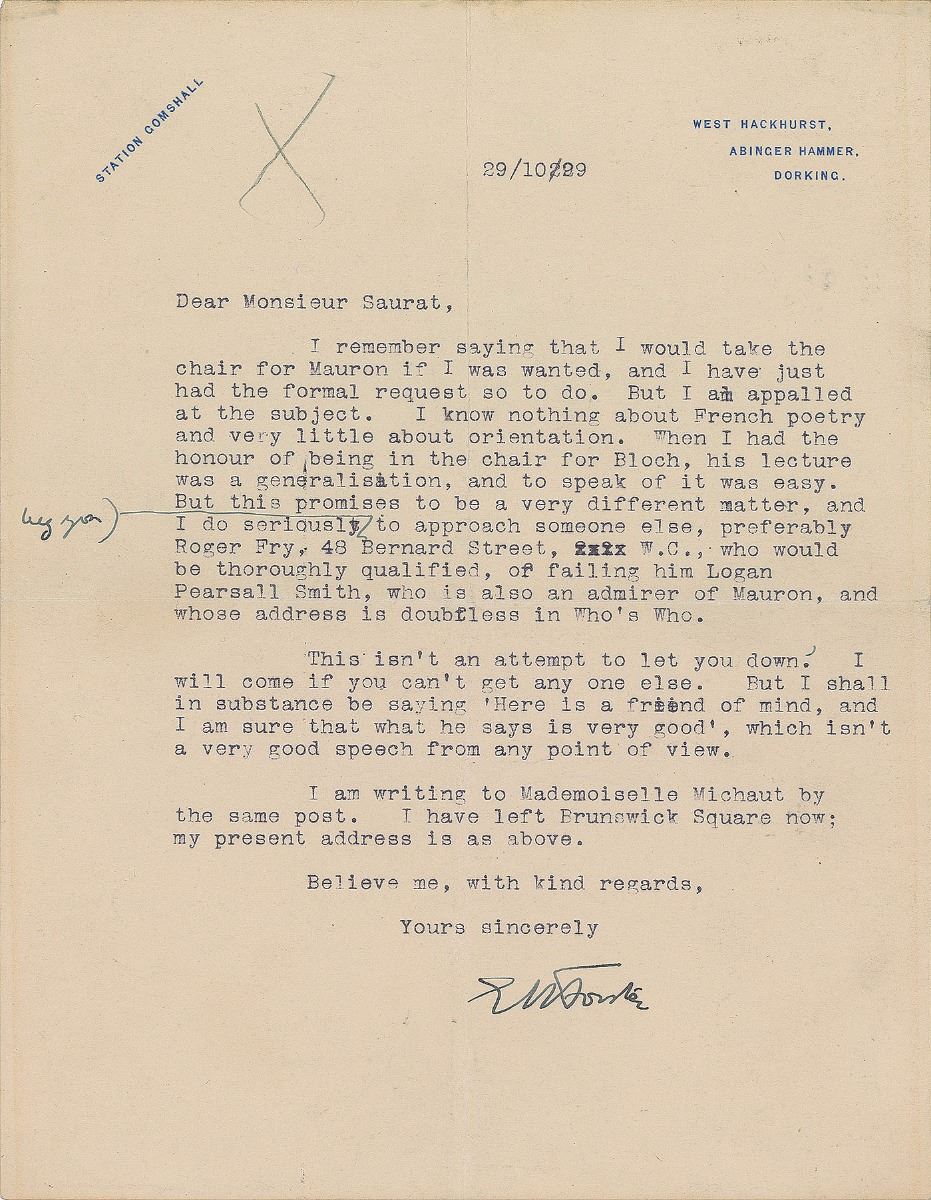 STATION GOMSHALL
WEST HACKHURST,
ABINGER HAMMER,
DORKING.
29/10/29
Dear Monsieur Saurat,
I remember saying that I would take the
chair for Mauron if I was wanted, and I have just
had the formal request so to do. But I am appalled
at the subject. I know nothing about French poetry
and very little about orientation. When I had the
honour of being in the chair for Bloch, his lecture
was a generalisation, and to speak of it was easy.
But this promises to be a very different matter, and
beg you)
I do seriously to approach someone else, preferably
Roger Fry, 48 Bernard Street, W.C., who would
be thoroughly qualified, of failing him Logan
Pearsall Smith, who is also an admirer of Mauron, and
whose address is doubtless in Who's Who.
This isn't an attempt to let you down. I
will come if you can't get any one else. But I shall
in substance be saying 'Here is a friend of mind, and
I am sure that what he says is very good', which isn't
a very good speech from any point of view.
I am writing to Mademoiselle Michaut by
the same post. I have left Brunswick Square now;
my present address is as above.
Believe me, with kind regards,
Yours sincerely
EMForster